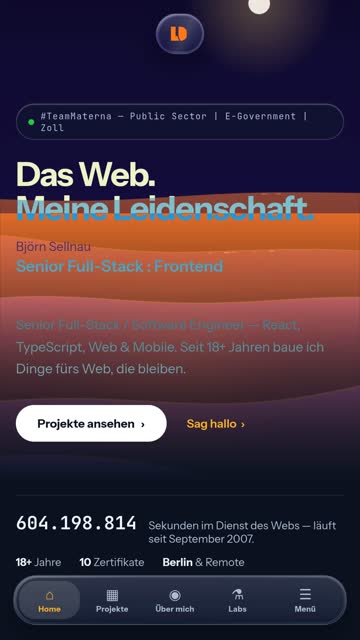 #TeamMaterna — Public Sector | E-Government |
Zoll
Das Web.
Meine Leidenschaft.
Björn Sellnau
Senior Full-Stack : Frontend
Senior Full-Stack / Software Engineer — React,
TypeScript, Web & Mobile. Seit 18+ Jahren baue ich
Dinge fürs Web, die bleiben.
Projekte ansehen ›
Sag hallo ›
604.198.814
Sekunden im Dienst des Webs — läuft
seit September 2007.
18+ Jahre
10 Zertifikate
Berlin & Remote
Home
Projekte
Über mich
Labs
Menü